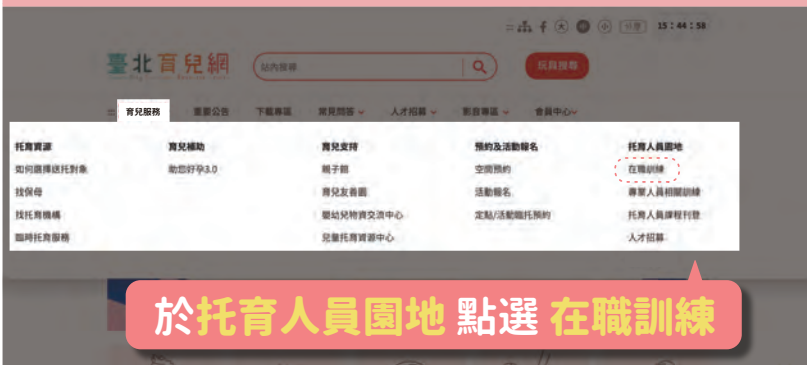 15:44:58
臺北育兒網
站內搜尋
玩具搜尋
育兒服務 重要公告 下載專區 常見問答 人才招募 影音專區 會員中心
托育資源 育兒補助 育兒支持 預約及活動報名 托育人員園地
如何選擇送托對象 助您好孕3.0 親子館 空間預約 在職訓練
找保母 育兒友善園 活動報名 專業人員相關訓練
找托育機構 嬰幼兒物資交流中心 定點/活動臨托預約 托育人員課程刊登
臨時托育服務 兒童托育資源中心 人才招募
於托育人員園地 點選 在職訓練